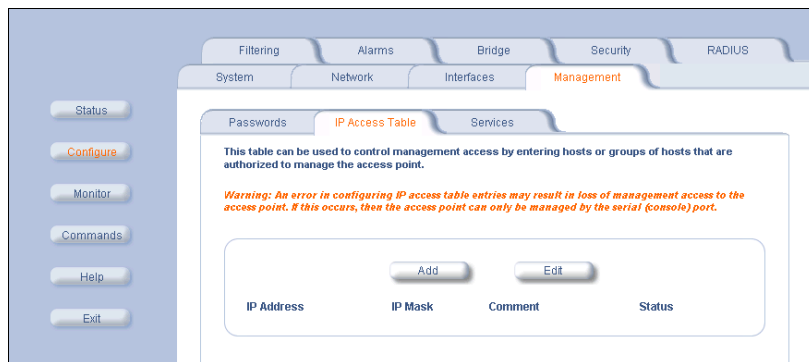 Filtering Alarms Bridge Security RADIUS
System Network Interfaces Management
Status
Configure
Monitor
Commands
Help
Exit
Passwords IP Access Table Services
This table can be used to control management access by entering hosts or groups of hosts that are
authorized to manage the access point.
Warning: An error in configuring IP access table entries may result in loss of management access to the
access point. If this occurs, then the access point can only be managed by the serial (console) port.
Add Edit
IP Address IP Mask Comment Status